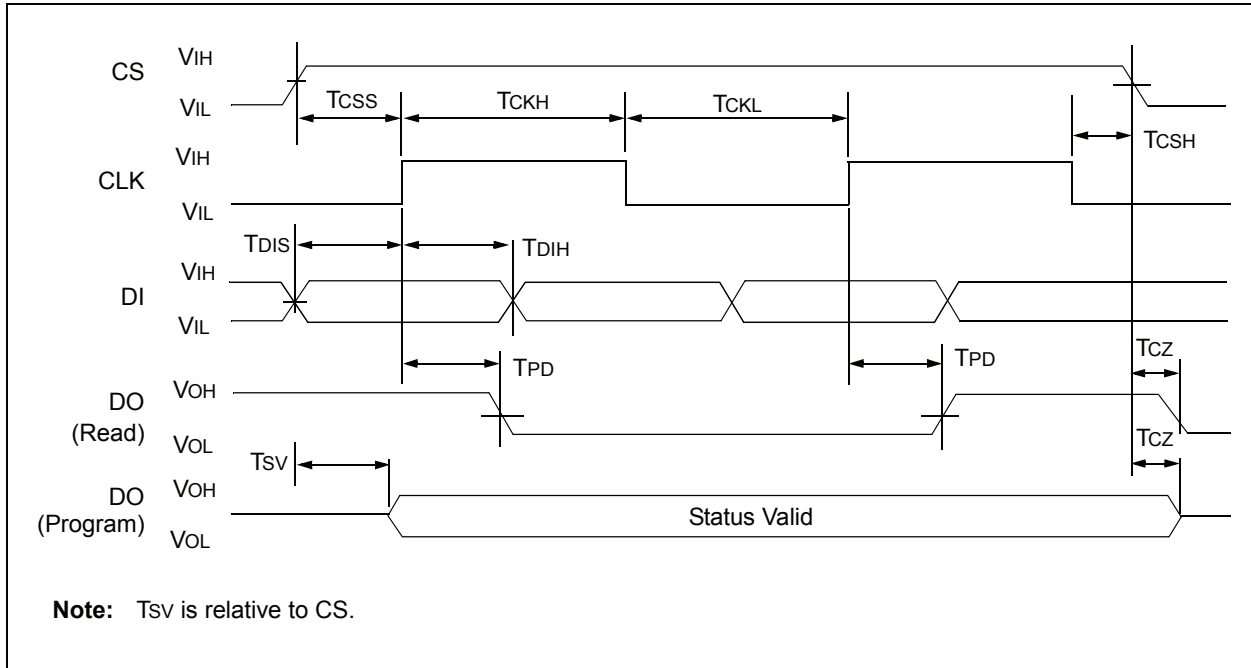 CS
VIH
VIL
TCSS
TCKH
TCKL
TCSH
CLK
VIH
VIL
TDIS
TDIH
DI
VIH
VIL
TPD
TPD
TCZ
DO
(Read)
VOH
VOL
TCZ
TSV
DO
(Program)
VOH
VOL
Status Valid
Note: TSV is relative to CS.